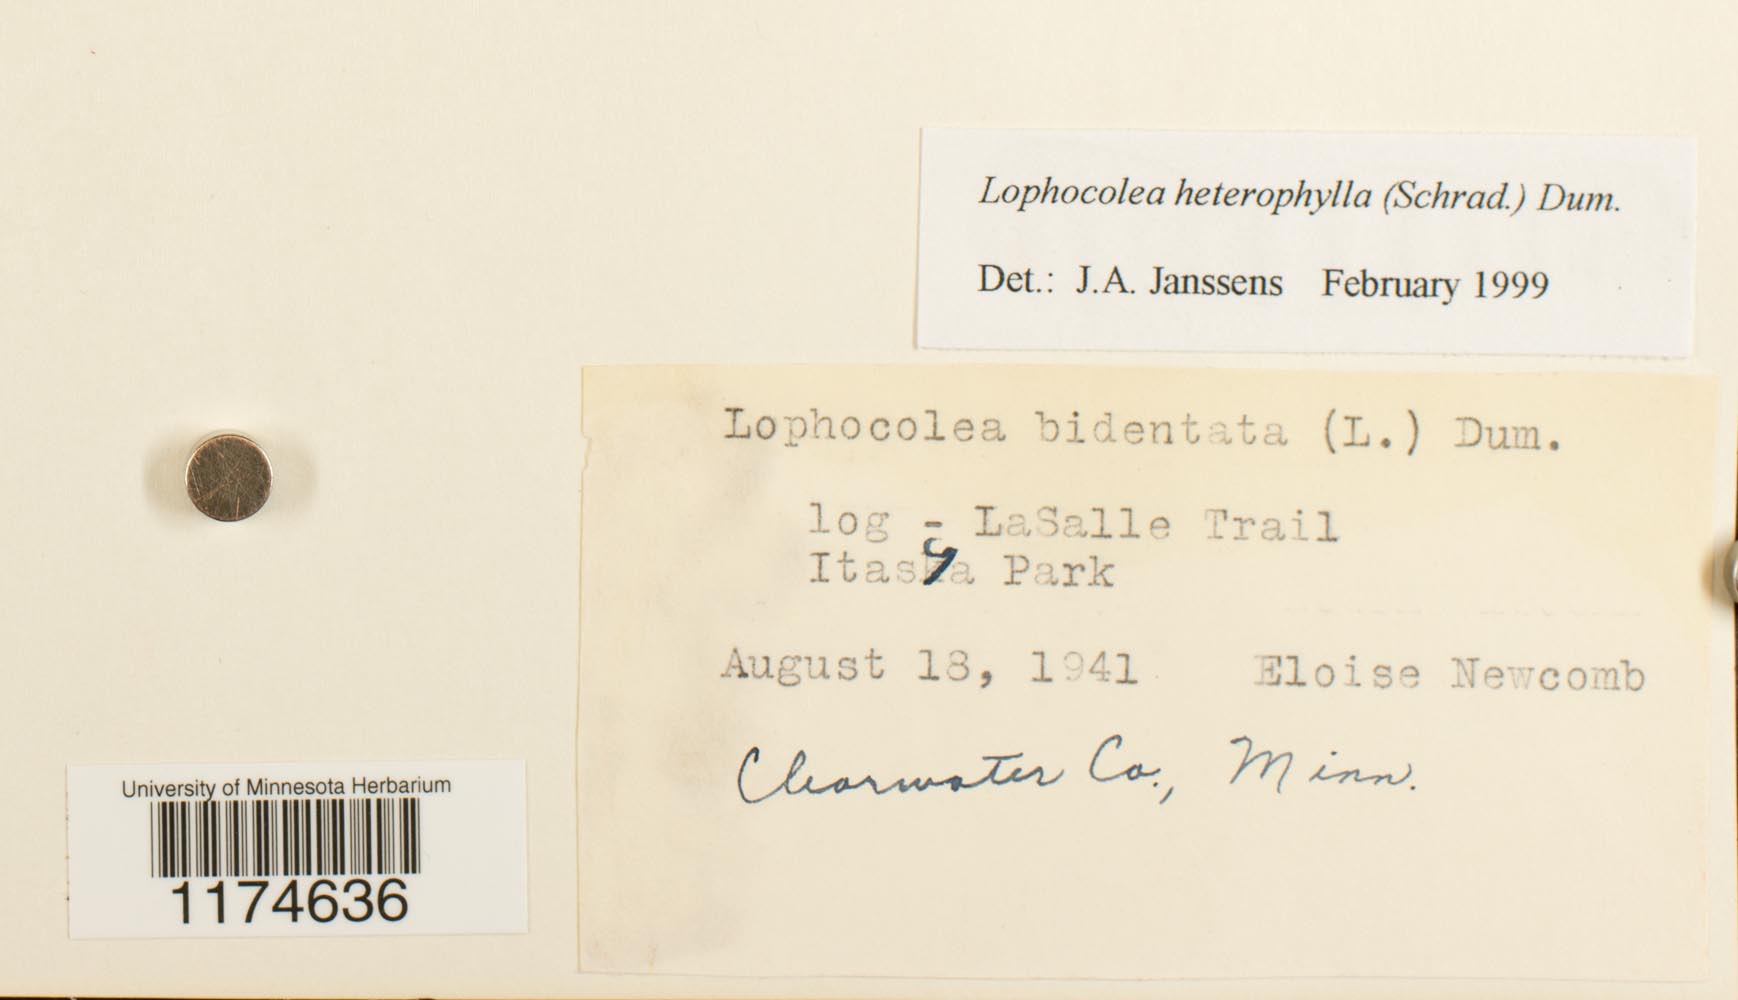 Lophocolea heterophylla (Schrad.) Dum.
Det.: J.A. Janssens February 1999
Lophocolea bidentata (L.) Dum.
log - LaSalle Trail
Itasca Park
August 18, 1941 Eloise Newcomb
Clearwater Co., Minn.
University of Minnesota Herbarium
1174636